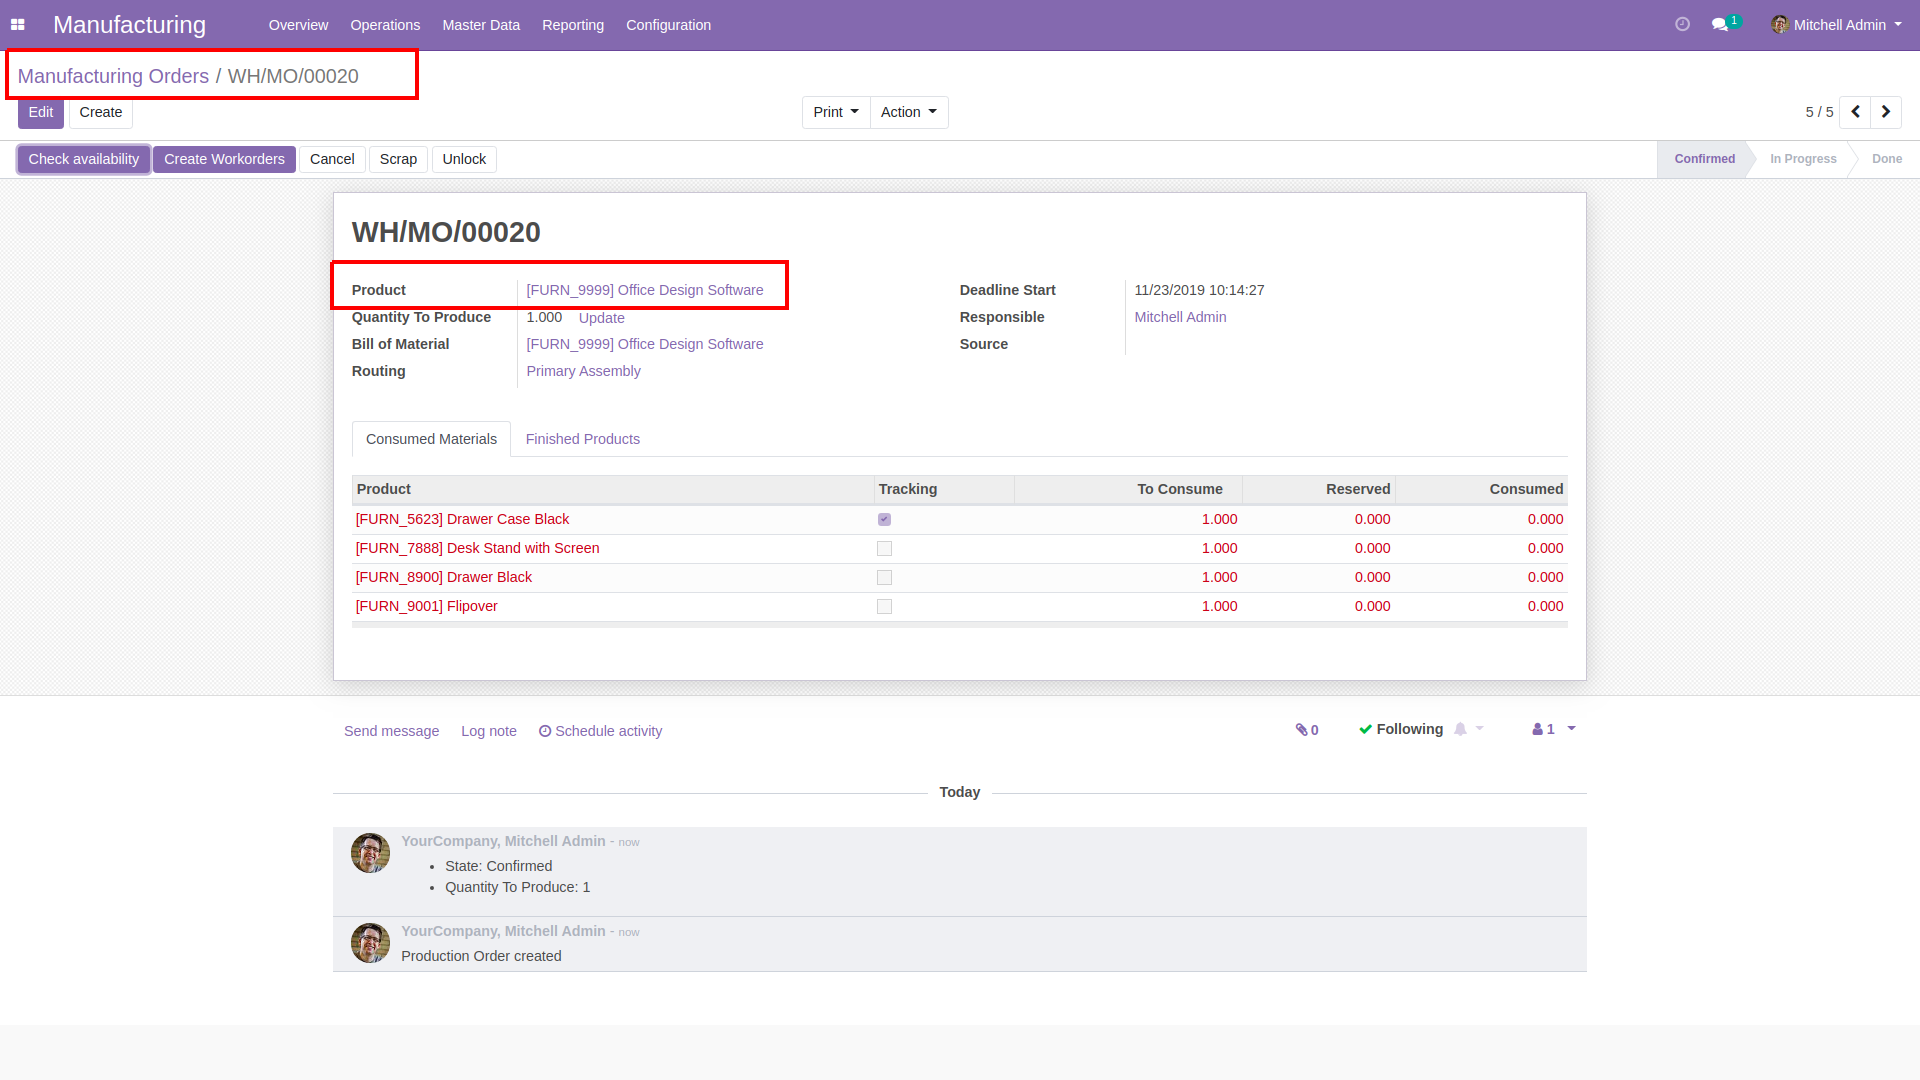 Manufacturing Overview Operations Master Data Reporting Configuration 1 Mitchell Admin
Manufacturing Orders / WH/MO/00020
Edit Create Print Action 5 / 5
Check availability Create Workorders Cancel Scrap Unlock Confirmed In Progress Done
WH/MO/00020
Product [FURN_9999] Office Design Software Deadline Start 11/23/2019 10:14:27
Quantity To Produce 1.000 Update Responsible Mitchell Admin
Bill of Material [FURN_9999] Office Design Software Source
Routing Primary Assembly
Consumed Materials Finished Products
Product Tracking To Consume Reserved Consumed
[FURN_5623] Drawer Case Black 1.000 0.000 0.000
[FURN_7888] Desk Stand with Screen 1.000 0.000 0.000
[FURN_8900] Drawer Black 1.000 0.000 0.000
[FURN_9001] Flipover 1.000 0.000 0.000
Send message Log note Schedule activity 0 Following 1
Today
YourCompany, Mitchell Admin - now
• State: Confirmed
• Quantity To Produce: 1
YourCompany, Mitchell Admin - now
Production Order created